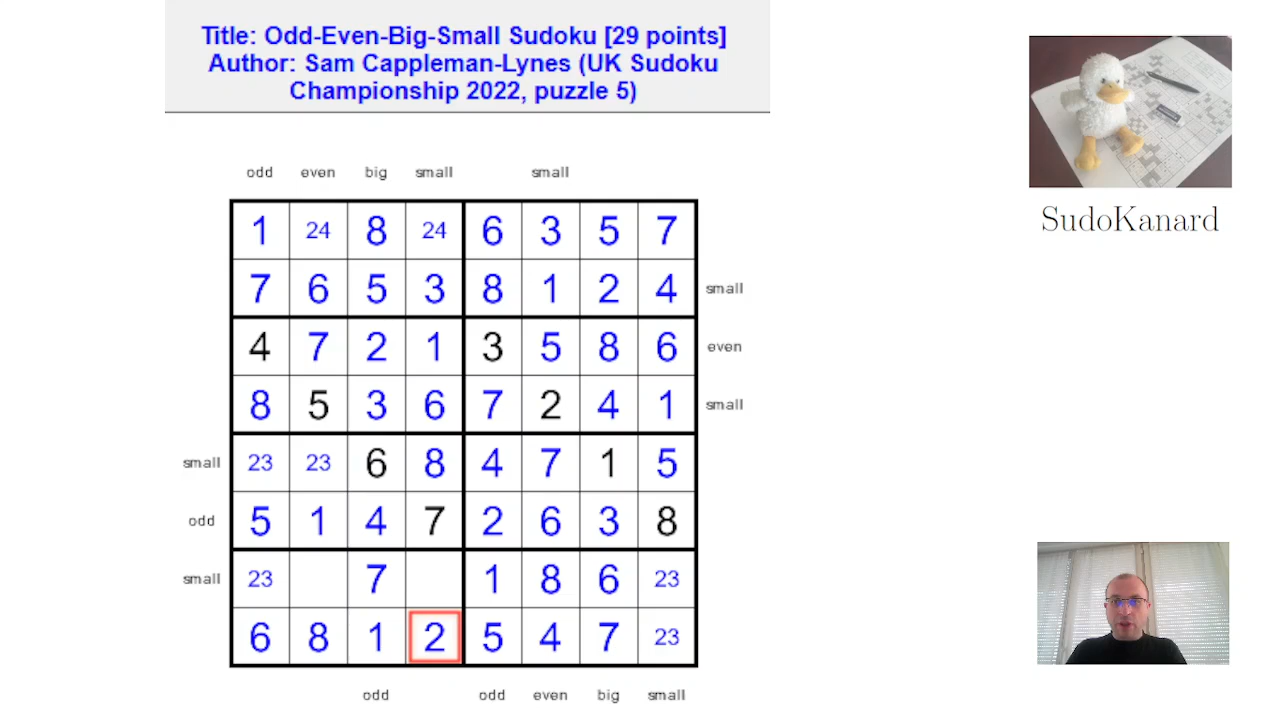 Title: Odd-Even-Big-Small Sudoku [29 points]
Author: Sam Cappleman-Lynes (UK Sudoku
Championship 2022, puzzle 5)
SudoKanard
odd even big small small
1 24 8 24 6 3 5 7
7 6 5 3 8 1 2 4 small
4 7 2 1 3 5 8 6 even
8 5 3 6 7 2 4 1 small
small 23 23 6 8 4 7 1 5
odd 5 1 4 7 2 6 3 8
small 23 7 1 8 6 23
6 8 1 2 5 4 7 23
odd odd even big small